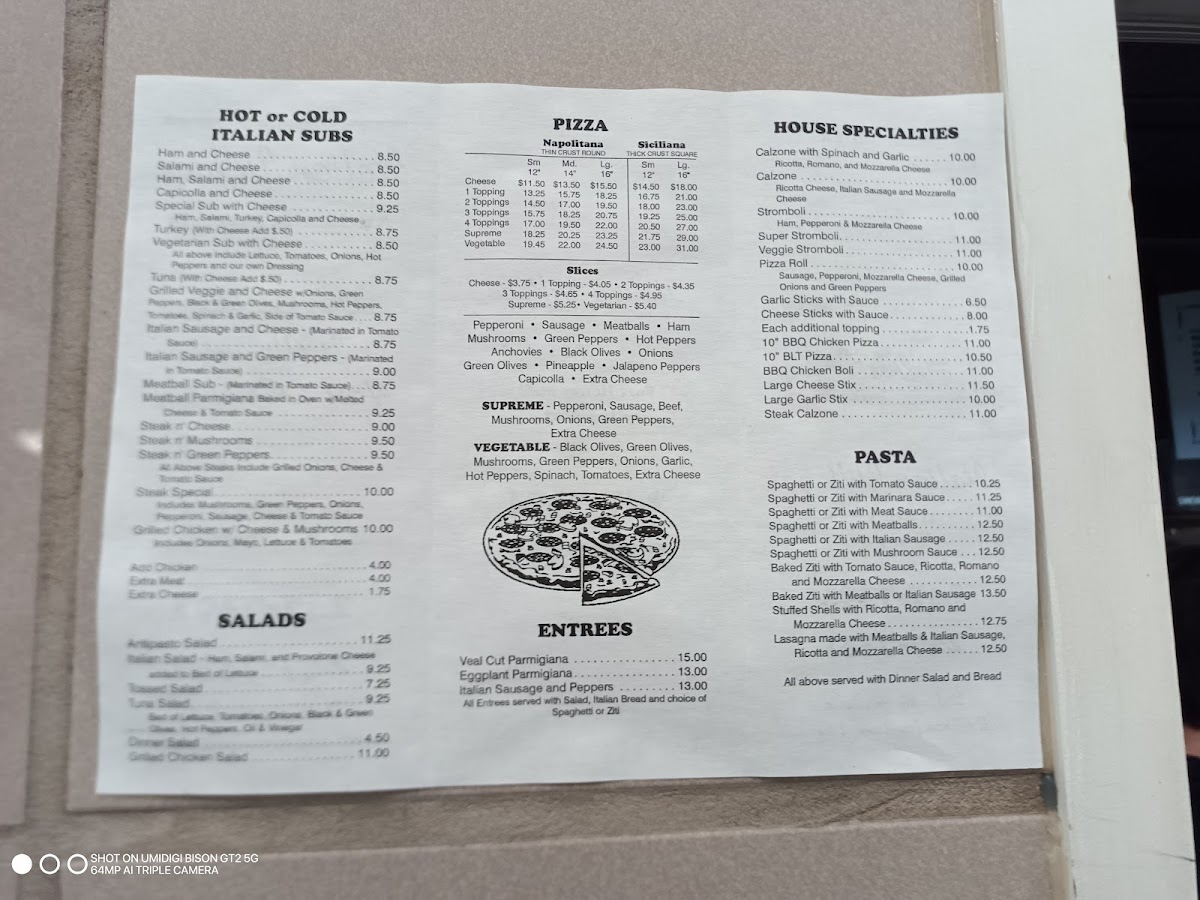 HOT or COLD
ITALIAN SUBS
Ham and Cheese 8.50
Salami and Cheese 8.50
Ham, Salami and Cheese 8.50
Capicolla and Cheese 8.50
Special Sub with Cheese 9.25
Ham, Salami, Turkey, Capicolla and Cheese
Turkey (With Cheese Add $.50) 8.75
Vegetarian Sub with Cheese 8.50
All above Include Lettuce, Tomatoes, Onions, Hot
Peppers and our own Dressing
Tuna (With Cheese Add $.50) 8.75
Grilled Veggie and Cheese w/Onions, Green
Peppers, Black & Green Olives, Mushrooms, Hot Peppers,
Tomatoes, Spinach & Garlic, Side of Tomato Sauce 8.75
Italian Sausage and Cheese - (Marinated in Tomato
Sauce) 8.75
Italian Sausage and Green Peppers - (Marinated
in Tomato Sauce) 9.00
Meatball Sub - (Marinated in Tomato Sauce) 8.75
Meatball Parmigiana Baked in Oven w/Melted
Cheese & Tomato Sauce 9.25
Steak n' Cheese 9.00
Steak n' Mushrooms 9.50
Steak n' Green Peppers 9.50
All Above Steaks Include Grilled Onions, Cheese &
Tomato Sauce
Steak Special 10.00
Includes Mushrooms, Green Peppers, Onions,
Pepperoni, Sausage, Cheese & Tomato Sauce
Grilled Chicken w/ Cheese & Mushrooms 10.00
Includes Onions, Mayo, Lettuce & Tomatoes
Add Chicken 4.00
Extra Meat 4.00
Extra Cheese 1.75
SALADS
Antipasto Salad 11.25
Italian Salad - Ham, Salami, and Provolone Cheese
added to Bed of Lettuce 9.25
Tossed Salad 7.25
Tuna Salad 9.25
Bed of Lettuce, Tomatoes, Onions, Black & Green
Olives, Hot Peppers, Oil & Vinegar
Dinner Salad 4.50
Grilled Chicken Salad 11.00
PIZZA
Napolitana Siciliana
THIN CRUST ROUND THICK CRUST SQUARE
Sm Md. Lg. Sm Lg.
12" 14" 16" 12" 16"
Cheese $11.50 $13.50 $15.50 $14.50 $18.00
1 Topping 13.25 15.75 18.25 16.75 21.00
2 Toppings 14.50 17.00 19.50 18.00 23.00
3 Toppings 15.75 18.25 20.75 19.25 25.00
4 Toppings 17.00 19.50 22.00 20.50 27.00
Supreme 18.25 20.25 23.25 21.75 29.00
Vegetable 19.45 22.00 24.50 23.00 31.00
Slices
Cheese - $3.75 • 1 Topping - $4.05 • 2 Toppings - $4.35
3 Toppings - $4.65 • 4 Toppings - $4.95
Supreme - $5.25 • Vegetarian - $5.40
Pepperoni • Sausage • Meatballs • Ham
Mushrooms • Green Peppers • Hot Peppers
Anchovies • Black Olives • Onions
Green Olives • Pineapple • Jalapeno Peppers
Capicolla • Extra Cheese
SUPREME - Pepperoni, Sausage, Beef,
Mushrooms, Onions, Green Peppers,
Extra Cheese
VEGETABLE - Black Olives, Green Olives,
Mushrooms, Green Peppers, Onions, Garlic,
Hot Peppers, Spinach, Tomatoes, Extra Cheese
ENTREES
Veal Cut Parmigiana 15.00
Eggplant Parmigiana 13.00
Italian Sausage and Peppers 13.00
All Entrees served with Salad, Italian Bread and choice of
Spaghetti or Ziti
HOUSE SPECIALTIES
Calzone with Spinach and Garlic 10.00
Ricotta, Romano, and Mozzarella Cheese
Calzone 10.00
Ricotta Cheese, Italian Sausage and Mozzarella
Cheese
Stromboli 10.00
Ham, Pepperoni & Mozzarella Cheese
Super Stromboli 11.00
Veggie Stromboli 11.00
Pizza Roll 10.00
Sausage, Pepperoni, Mozzarella Cheese, Grilled
Onions and Green Peppers
Garlic Sticks with Sauce 6.50
Cheese Sticks with Sauce 8.00
Each additional topping 1.75
10" BBQ Chicken Pizza 11.00
10" BLT Pizza 10.50
BBQ Chicken Boli 11.00
Large Cheese Stix 11.50
Large Garlic Stix 10.00
Steak Calzone 11.00
PASTA
Spaghetti or Ziti with Tomato Sauce 10.25
Spaghetti or Ziti with Marinara Sauce 11.25
Spaghetti or Ziti with Meat Sauce 11.00
Spaghetti or Ziti with Meatballs 12.50
Spaghetti or Ziti with Italian Sausage 12.50
Spaghetti or Ziti with Mushroom Sauce 12.50
Baked Ziti with Tomato Sauce, Ricotta, Romano
and Mozzarella Cheese 12.50
Baked Ziti with Meatballs or Italian Sausage 13.50
Stuffed Shells with Ricotta, Romano and
Mozzarella Cheese 12.75
Lasagna made with Meatballs & Italian Sausage,
Ricotta and Mozzarella Cheese 12.50
All above served with Dinner Salad and Bread
SHOT ON UMIDIGI BISON GT2 5G
64MP AI TRIPLE CAMERA